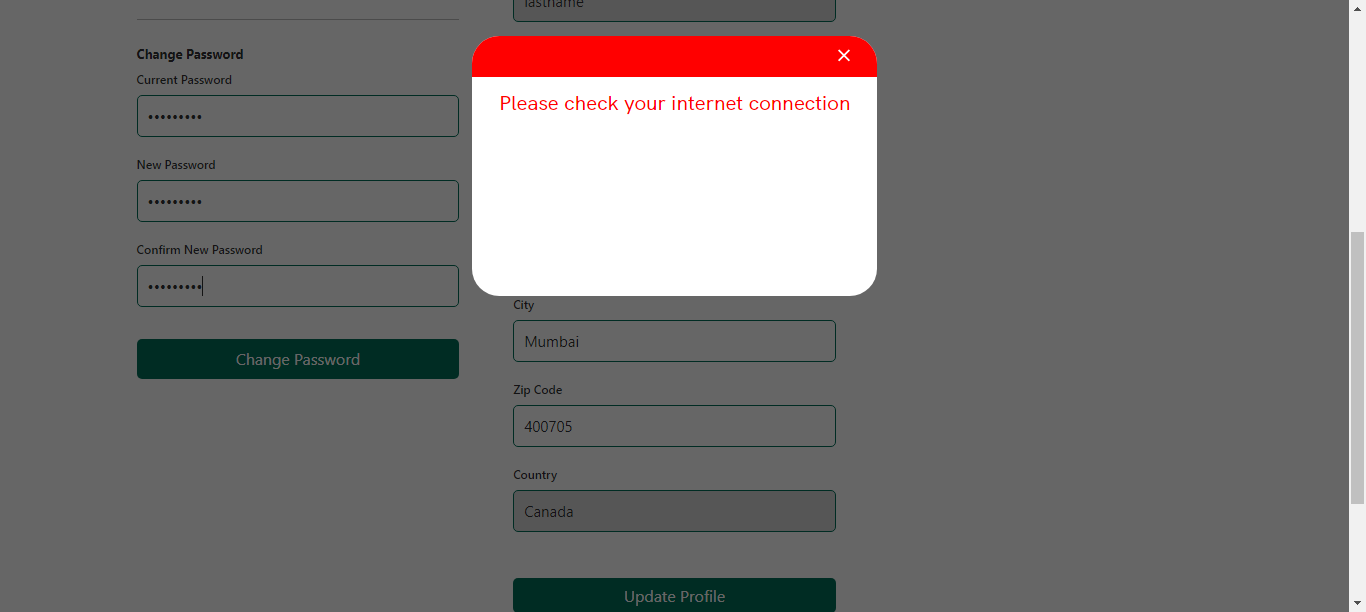 lastname
Change Password
Current Password
•••••••••
New Password
•••••••••
Confirm New Password
•••••••••
Change Password
Please check your internet connection
City
Mumbai
Zip Code
400705
Country
Canada
Update Profile